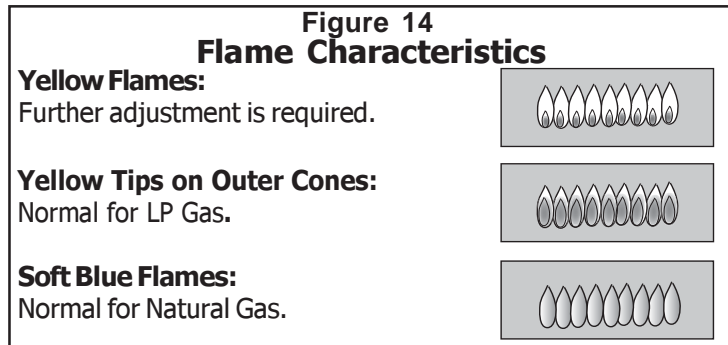 Figure 14
Flame Characteristics
Yellow Flames:
Further adjustment is required.
Yellow Tips on Outer Cones:
Normal for LP Gas.
Soft Blue Flames:
Normal for Natural Gas.